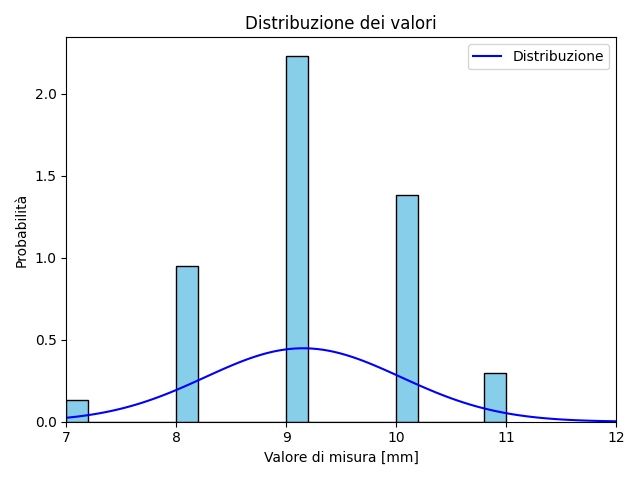 Distribuzione dei valori
Distribuzione
Probabilità
2.0
1.5
1.0
0.5
0.0
7 8 9 10 11 12
Valore di misura [mm]